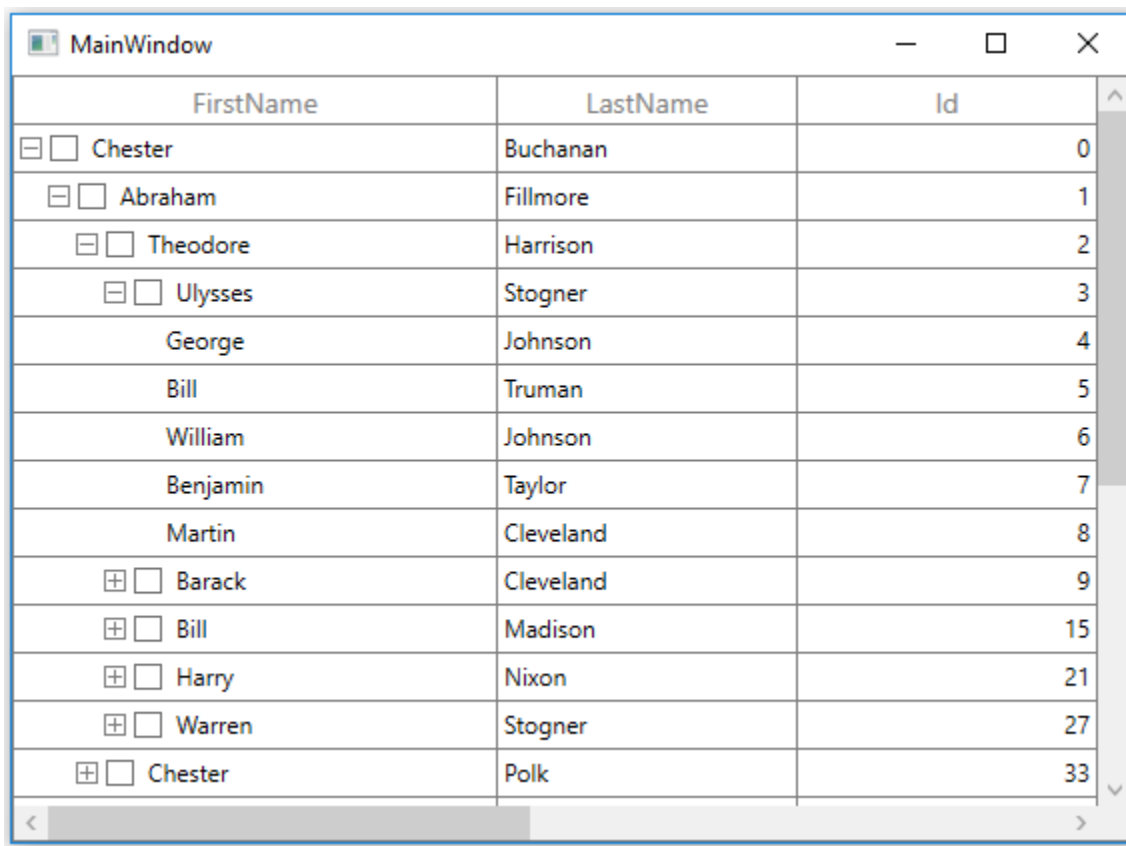 MainWindow
FirstName LastName Id
Chester Buchanan 0
Abraham Fillmore 1
Theodore Harrison 2
Ulysses Stogner 3
George Johnson 4
Bill Truman 5
William Johnson 6
Benjamin Taylor 7
Martin Cleveland 8
Barack Cleveland 9
Bill Madison 15
Harry Nixon 21
Warren Stogner 27
Chester Polk 33